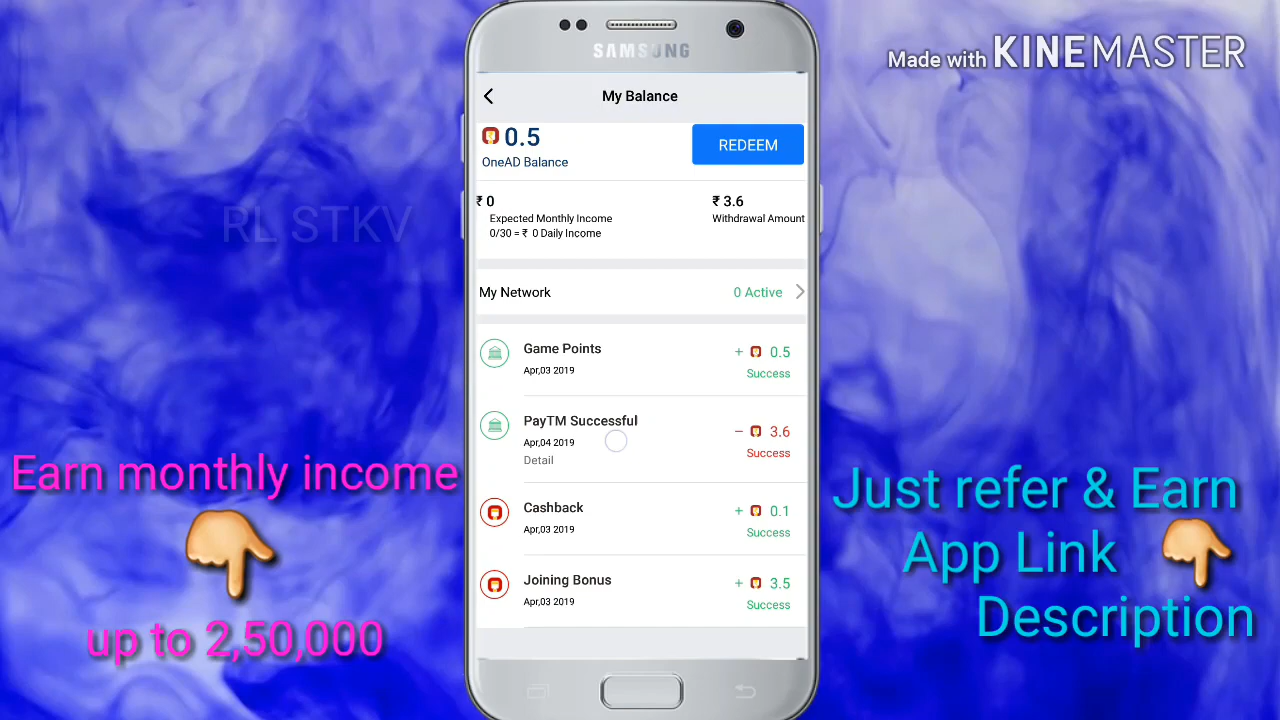 Made with KINEMASTER
SAMSUNG
My Balance
0.5
OneAD Balance
REDEEM
₹ 0
Expected Monthly Income
0/30 = ₹ 0 Daily Income
₹ 3.6
Withdrawal Amount
My Network
0 Active
Game Points
Apr,03 2019
+ 0.5
Success
PayTM Successful
Apr,04 2019
Detail
− 3.6
Success
Cashback
Apr,03 2019
+ 0.1
Success
Joining Bonus
Apr,03 2019
+ 3.5
Success
RL STKV
Earn monthly income
up to 2,50,000
Just refer & Earn
App Link
Description